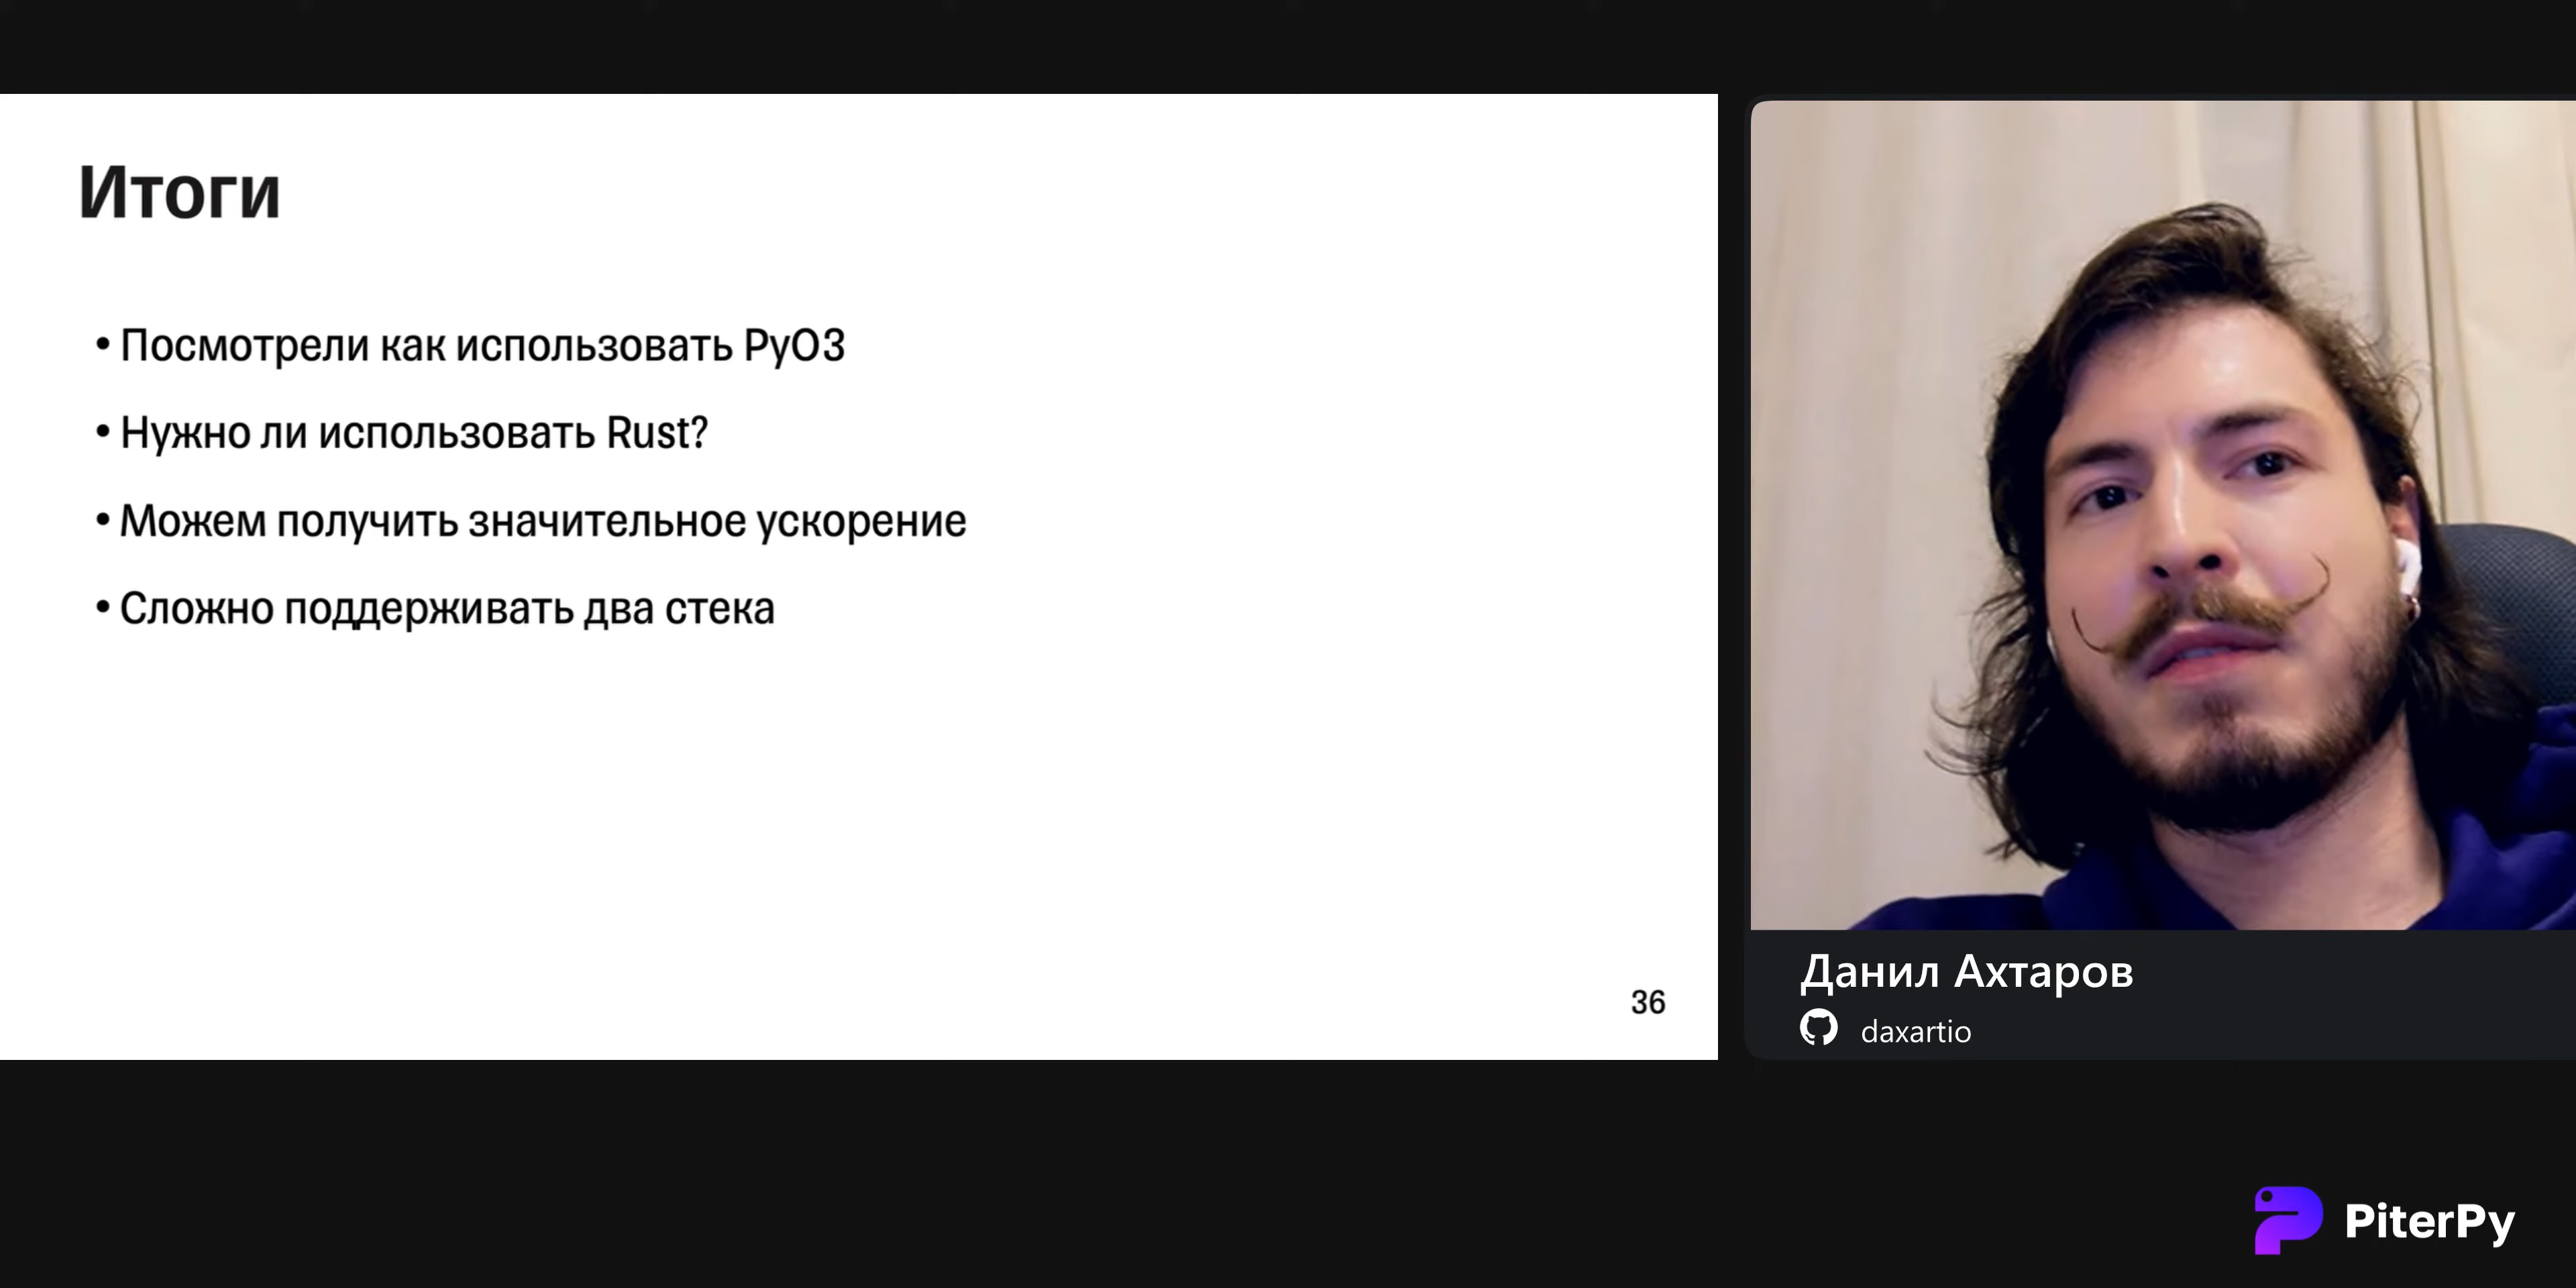 Итоги
• Посмотрели как использовать PyO3
• Нужно ли использовать Rust?
• Можем получить значительное ускорение
• Сложно поддерживать два стека
36
Данил Ахтаров
daxartio
PiterPy